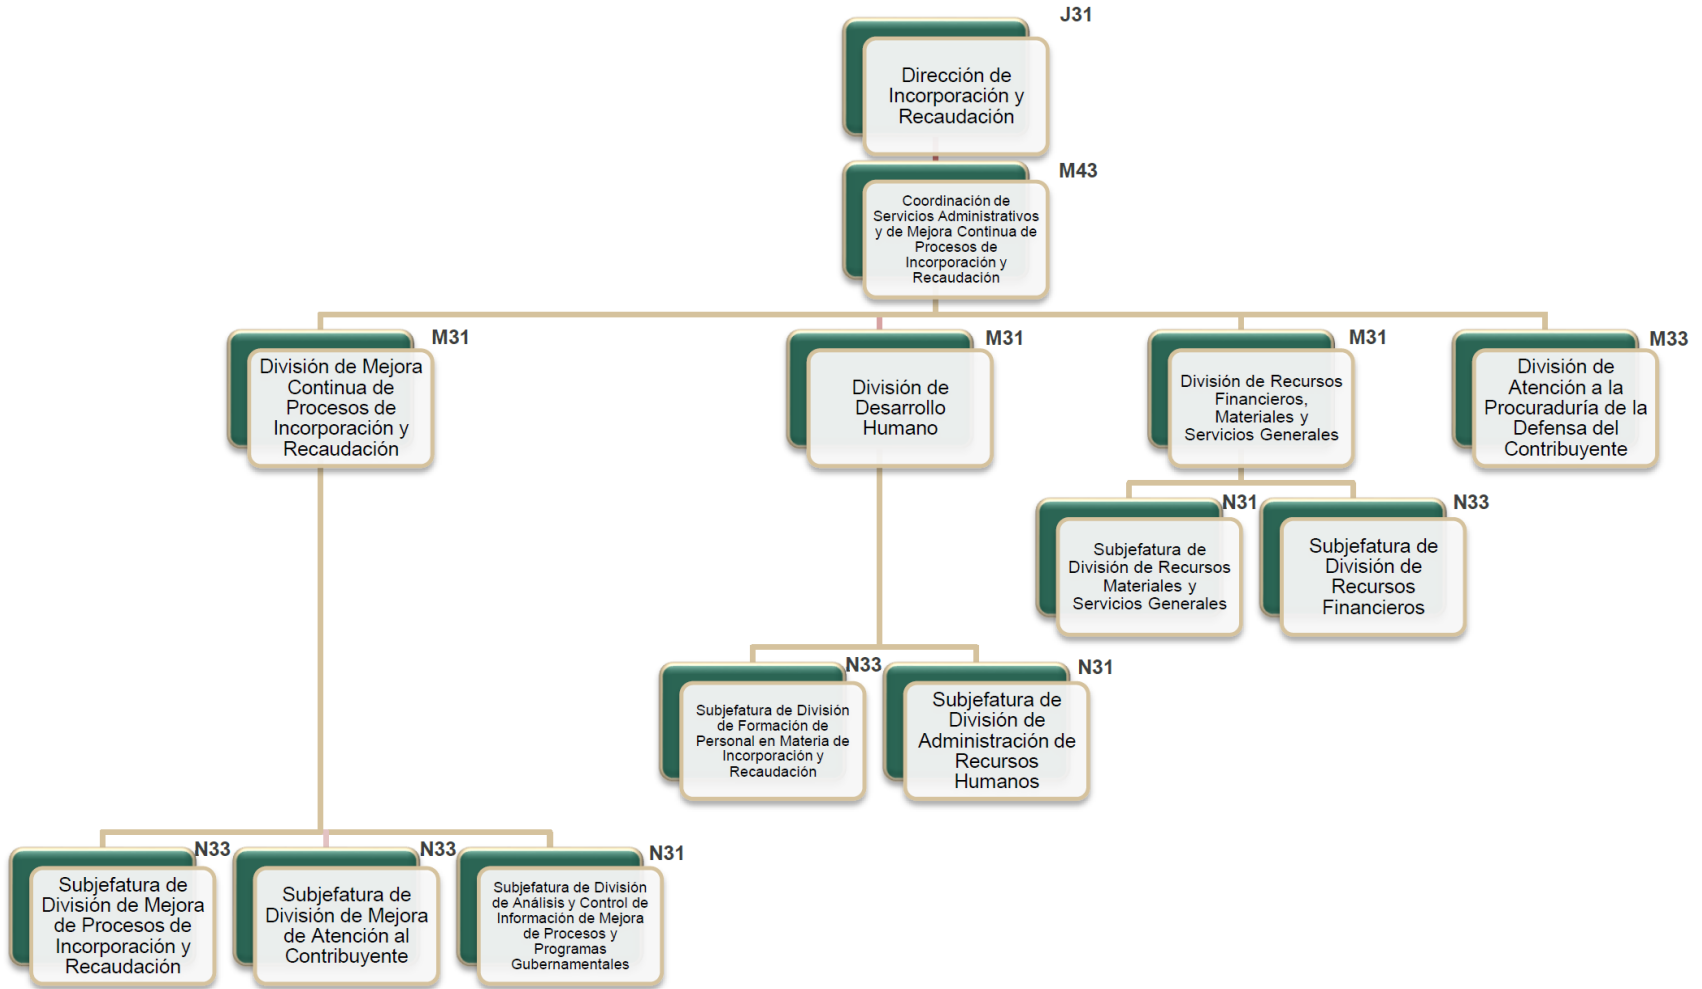 J31
Dirección de
Incorporación y
Recaudación
M43
Coordinación de
Servicios Administrativos
y de Mejora Continua de
Procesos de
Incorporación y
Recaudación
M31
División de Mejora
Continua de
Procesos de
Incorporación y
Recaudación
M31
División de
Desarrollo
Humano
M31
División de Recursos
Financieros,
Materiales y
Servicios Generales
M33
División de
Atención a la
Procuraduría de la
Defensa del
Contribuyente
N31
Subjefatura de
División de Recursos
Materiales y
Servicios Generales
N33
Subjefatura de
División de
Recursos
Financieros
N33
Subjefatura de División
de Formación de
Personal en Materia de
Incorporación y
Recaudación
N31
Subjefatura de
División de
Administración de
Recursos
Humanos
N33
Subjefatura de
División de Mejora
de Procesos de
Incorporación y
Recaudación
N33
Subjefatura de
División de Mejora
de Atención al
Contribuyente
N31
Subjefatura de División
de Análisis y Control de
Información de Mejora
de Procesos y
Programas
Gubernamentales